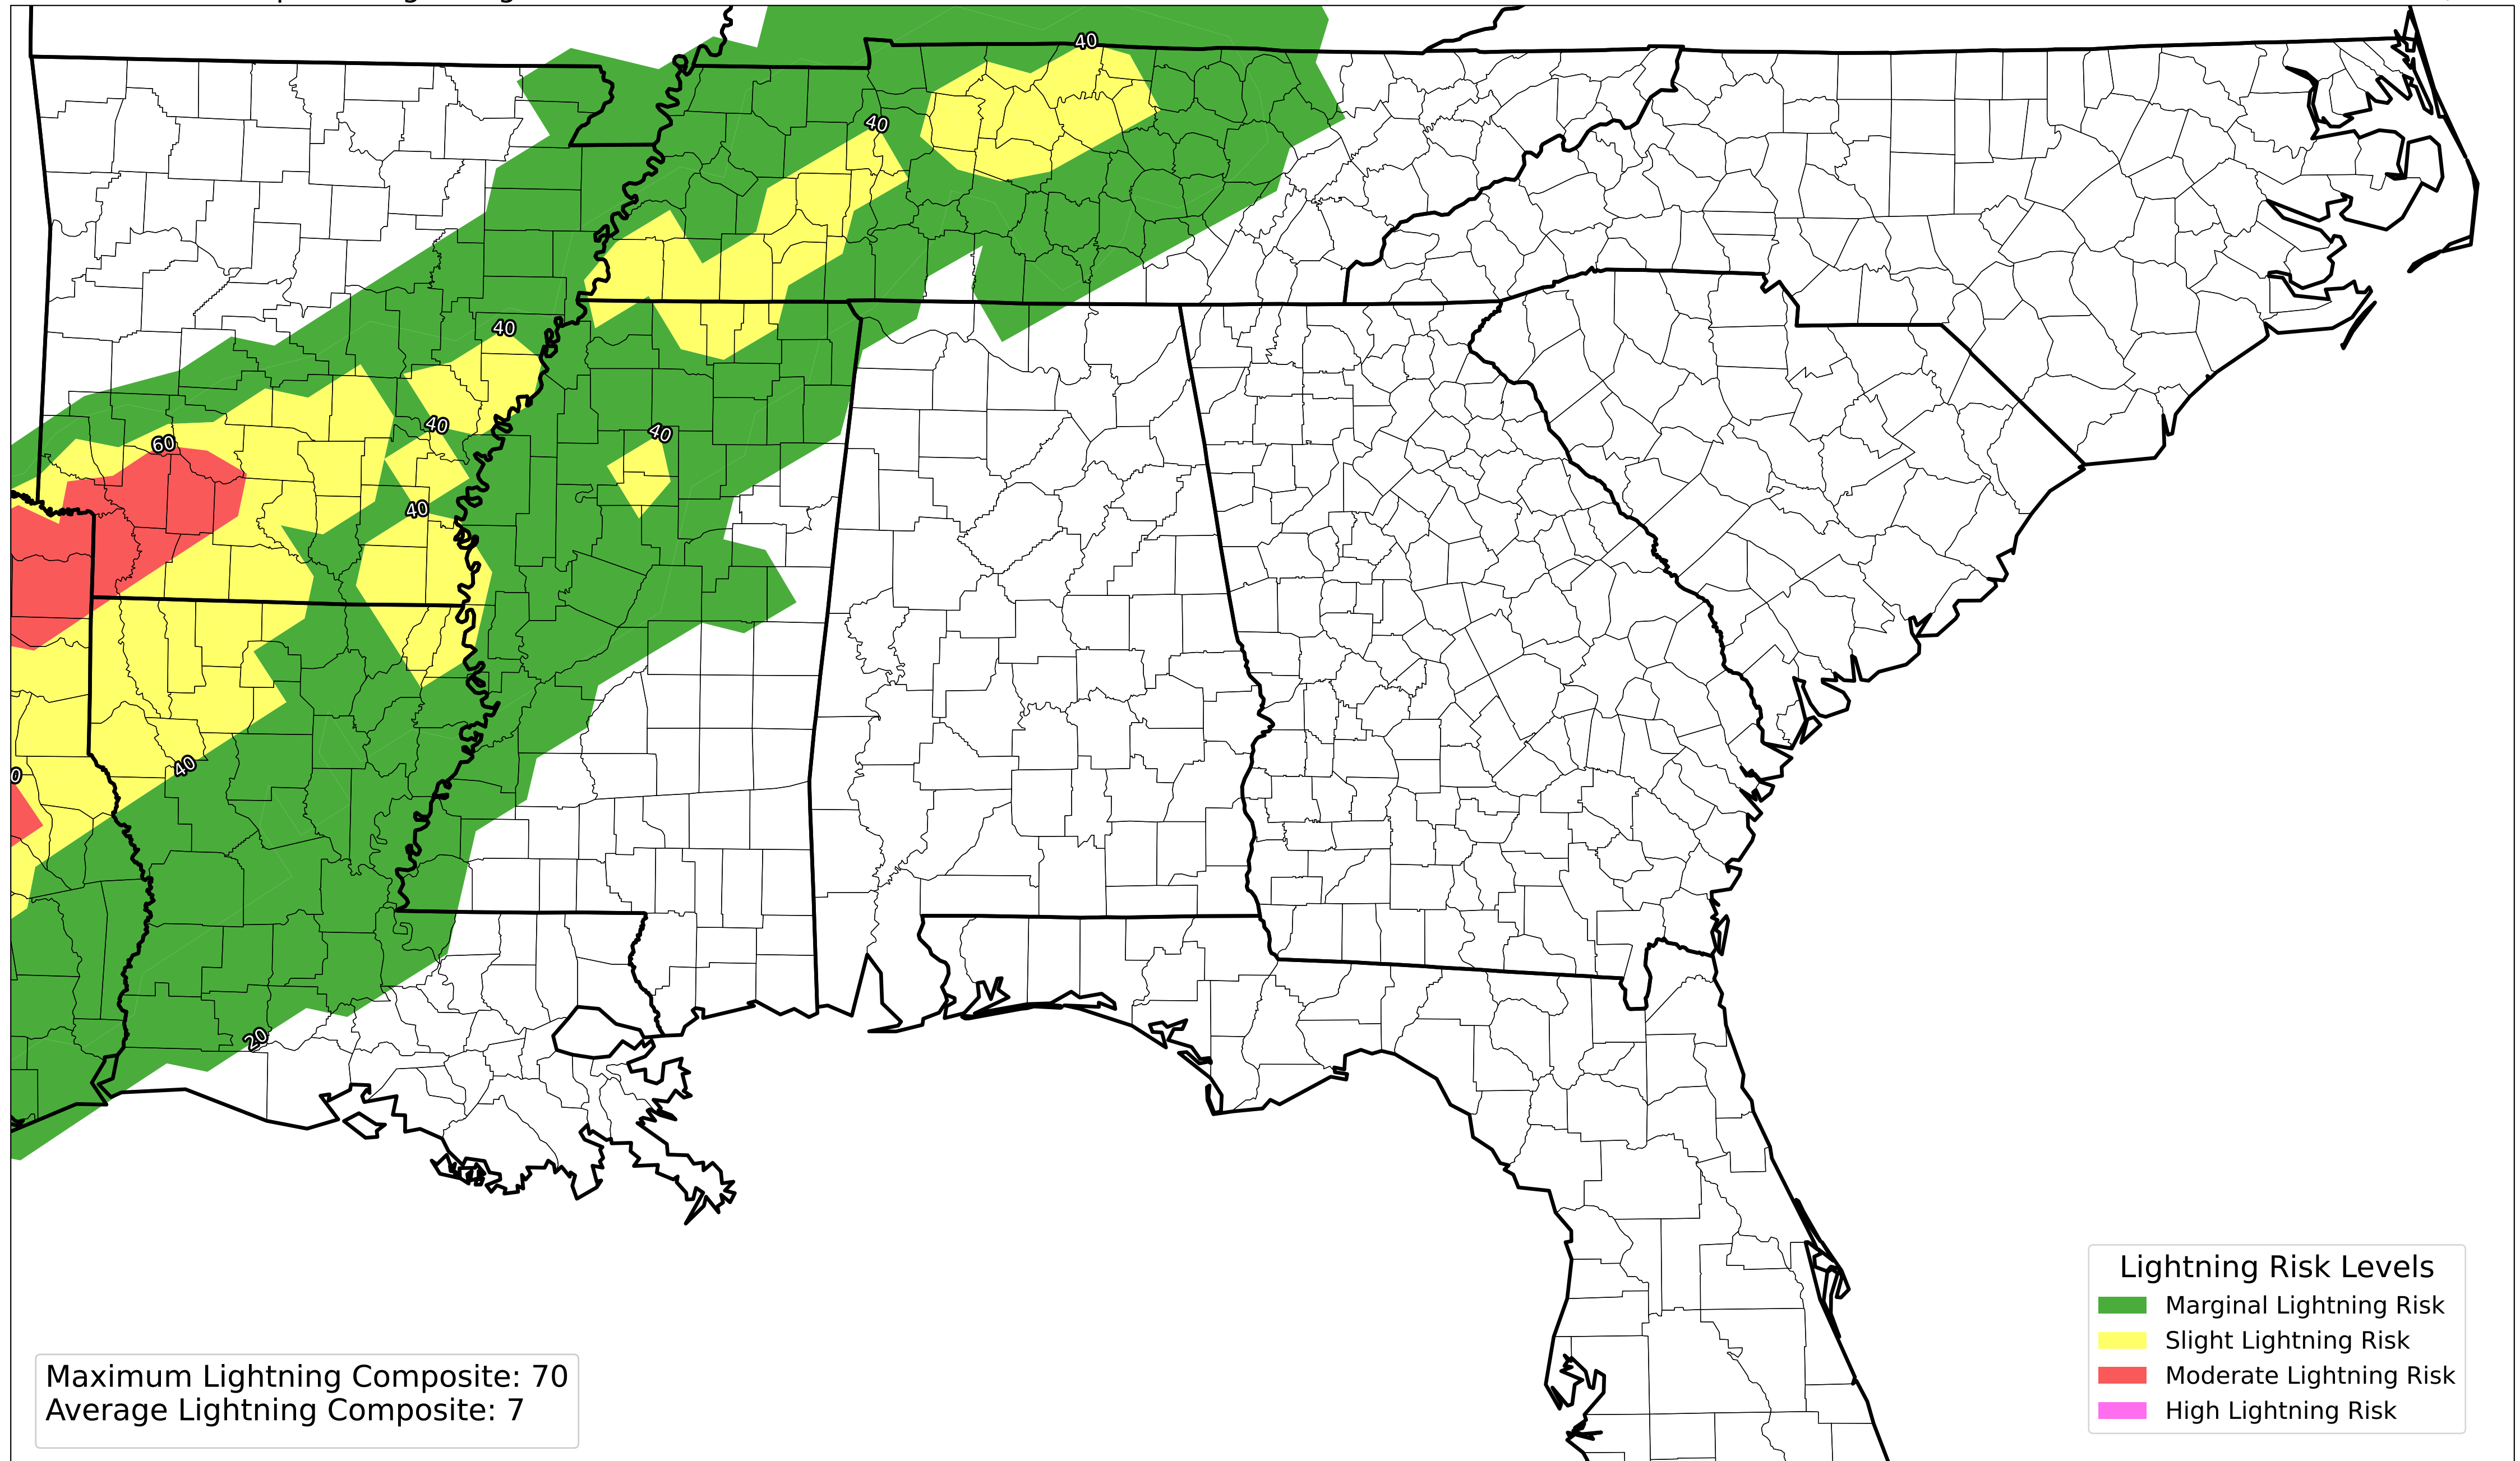 40
40
40
40
60
40
40
40
20
Lightning Risk Levels
Marginal Lightning Risk
Slight Lightning Risk
Moderate Lightning Risk
High Lightning Risk
Maximum Lightning Composite: 70
Average Lightning Composite: 7